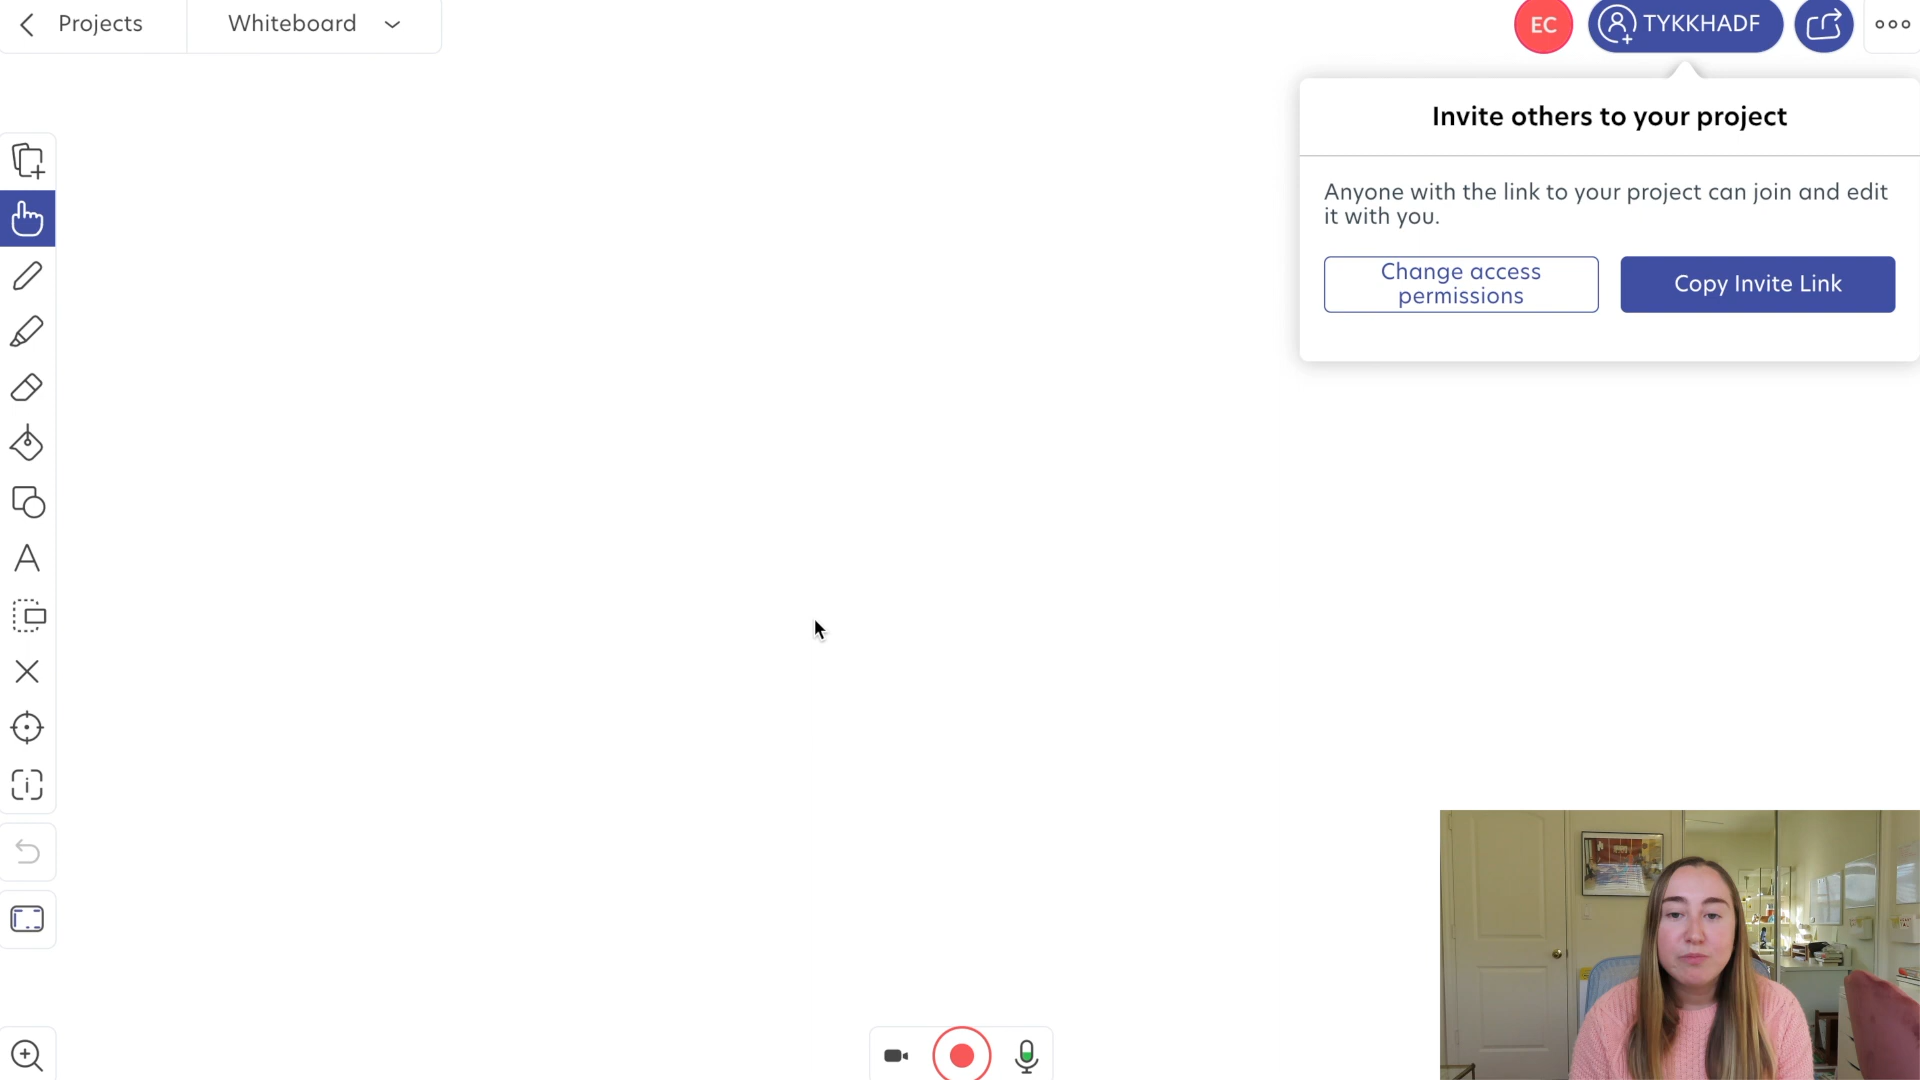 Projects
Whiteboard
EC
TYKKHADF
Invite others to your project
Anyone with the link to your project can join and edit
it with you.
Change access
permissions
Copy Invite Link
A